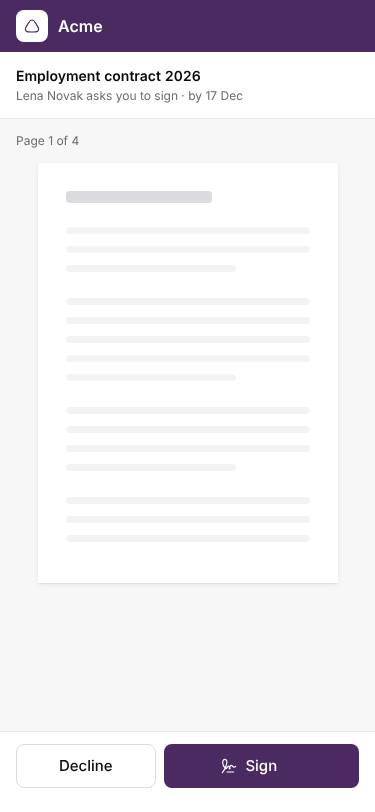 Acme
Employment contract 2026
Lena Novak asks you to sign · by 17 Dec
Page 1 of 4
Decline
Sign